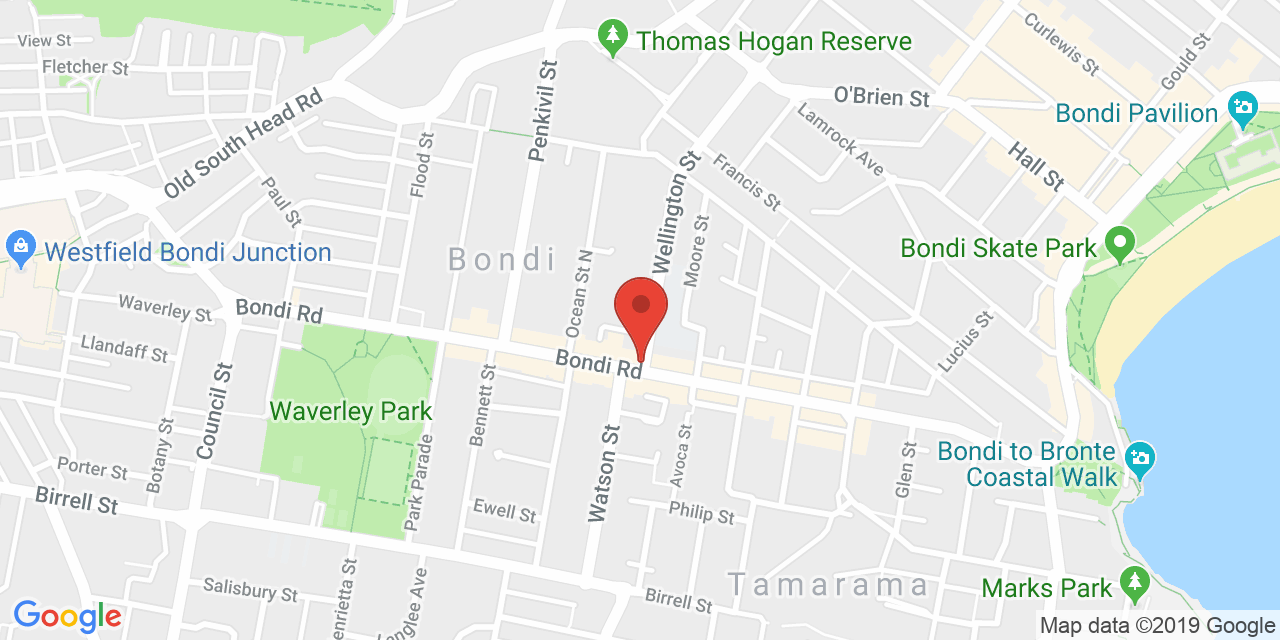 View St
Fletcher St
Thomas Hogan Reserve
Curlewis St
Gould St
Old South Head Rd
Penkivil St
O'Brien St
Bondi Pavilion
Lamrock Ave
Flood St
Hall St
Paul St
Francis St
Wellington St
Moore St
Westfield Bondi Junction
Bondi
Bondi Skate Park
Ocean St N
Waverley St
Bondi Rd
Llandaff St
Lucius St
Bondi Rd
Council St
Waverley Park
Bennett St
Botany St
Porter St
Park Parade
Watson St
Avoca St
Glen St
Bondi to Bronte
Coastal Walk
Birrell St
Ewell St
Philip St
Salisbury St
Tamarama
Marks Park
Birrell St
enrietta St
Langlee Ave
Google
Map data ©2019 Google